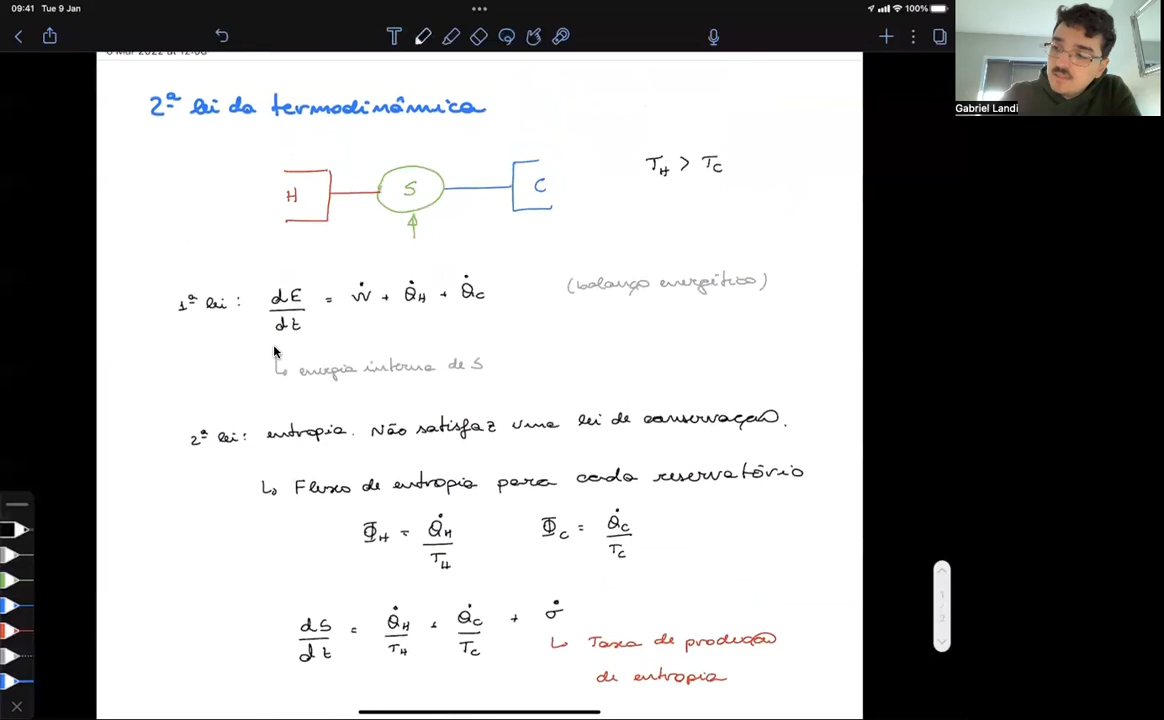 09:41 Tue 9 Jan
100%
Gabriel Landi
2ª lei da termodinâmica
H
S
C
T_H > T_C
1ª lei: dE/dt = Ẇ + Q̇_H + Q̇_C
(balanço energético)
↳ energia interna de S
2ª lei: entropia. Não satisfaz uma lei de conservação.
↳ Fluxo de entropia para cada reservatório
Φ_H = Q̇_H/T_H Φ_C = Q̇_C/T_C
dS/dt = Q̇_H/T_H + Q̇_C/T_C + σ̇
↳ Taxa de produção
de entropia